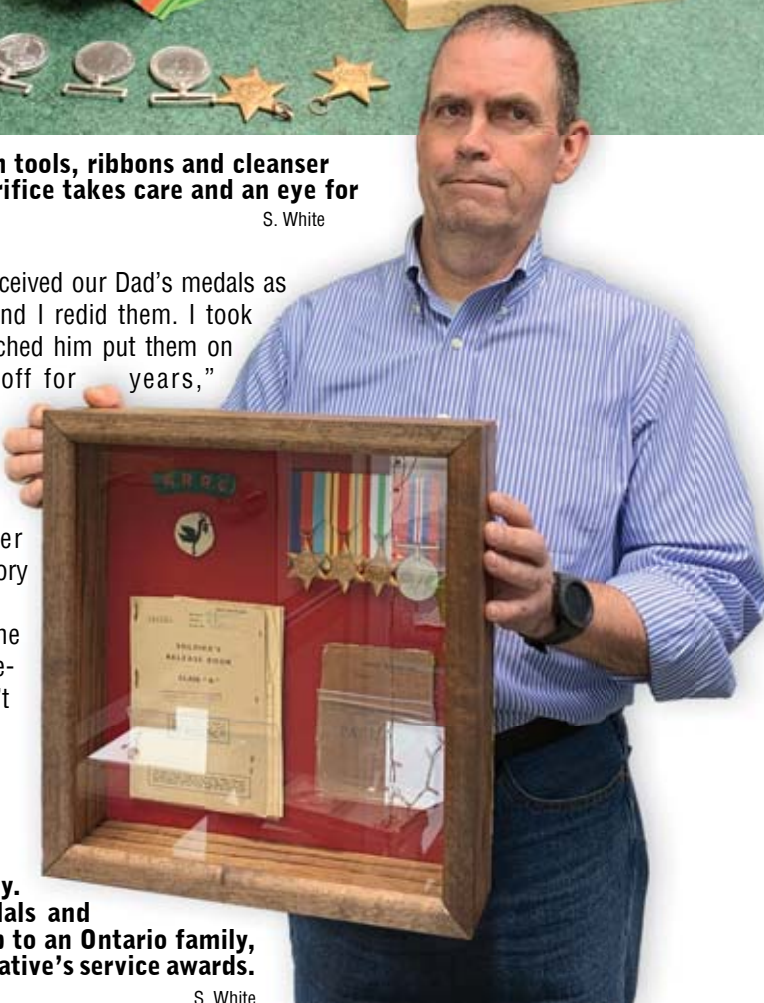 n tools, ribbons and cleanser
rifice takes care and an eye for
S. White
ceived our Dad’s medals as
nd I redid them. I took
ched him put them on
off for years,”
er
ory
ne
e-
’t
SOLDIER'S
RELEASE BOOK
CLASS "A"
y.
dals and
p to an Ontario family,
ative’s service awards.
S. White